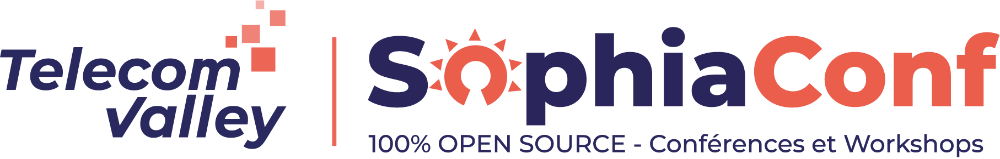 Telecom
valley
SophiaConf
100% OPEN SOURCE - Conférences et Workshops